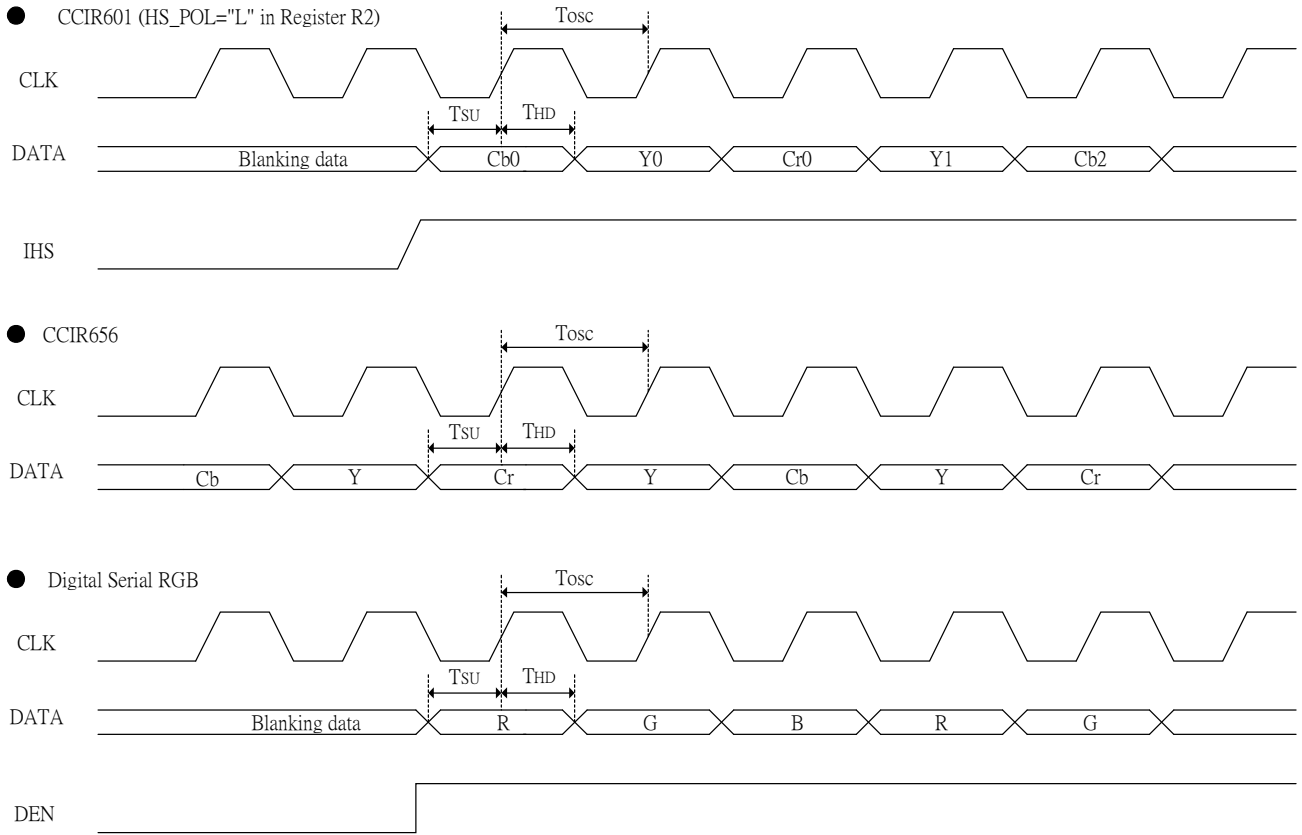 ● CCIR601 (HS_POL="L" in Register R2)
Tosc
CLK
TSU THD
DATA Blanking data Cb0 Y0 Cr0 Y1 Cb2
IHS
● CCIR656
Tosc
CLK
TSU THD
DATA Cb Y Cr Y Cb Y Cr
● Digital Serial RGB
Tosc
CLK
TSU THD
DATA Blanking data R G B R G
DEN